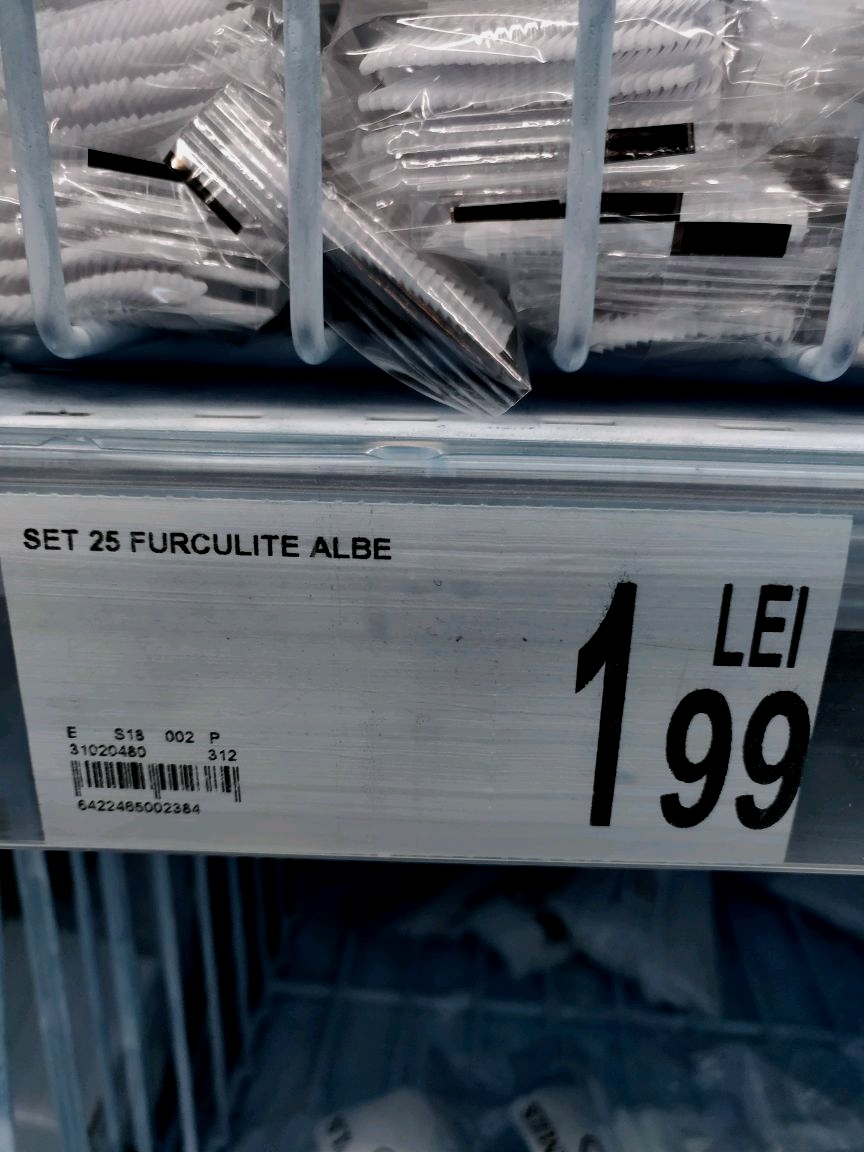 SET 25 FURCULITE ALBE
1 LEI
99
E S18 002 P
31020480 312
6422465002384